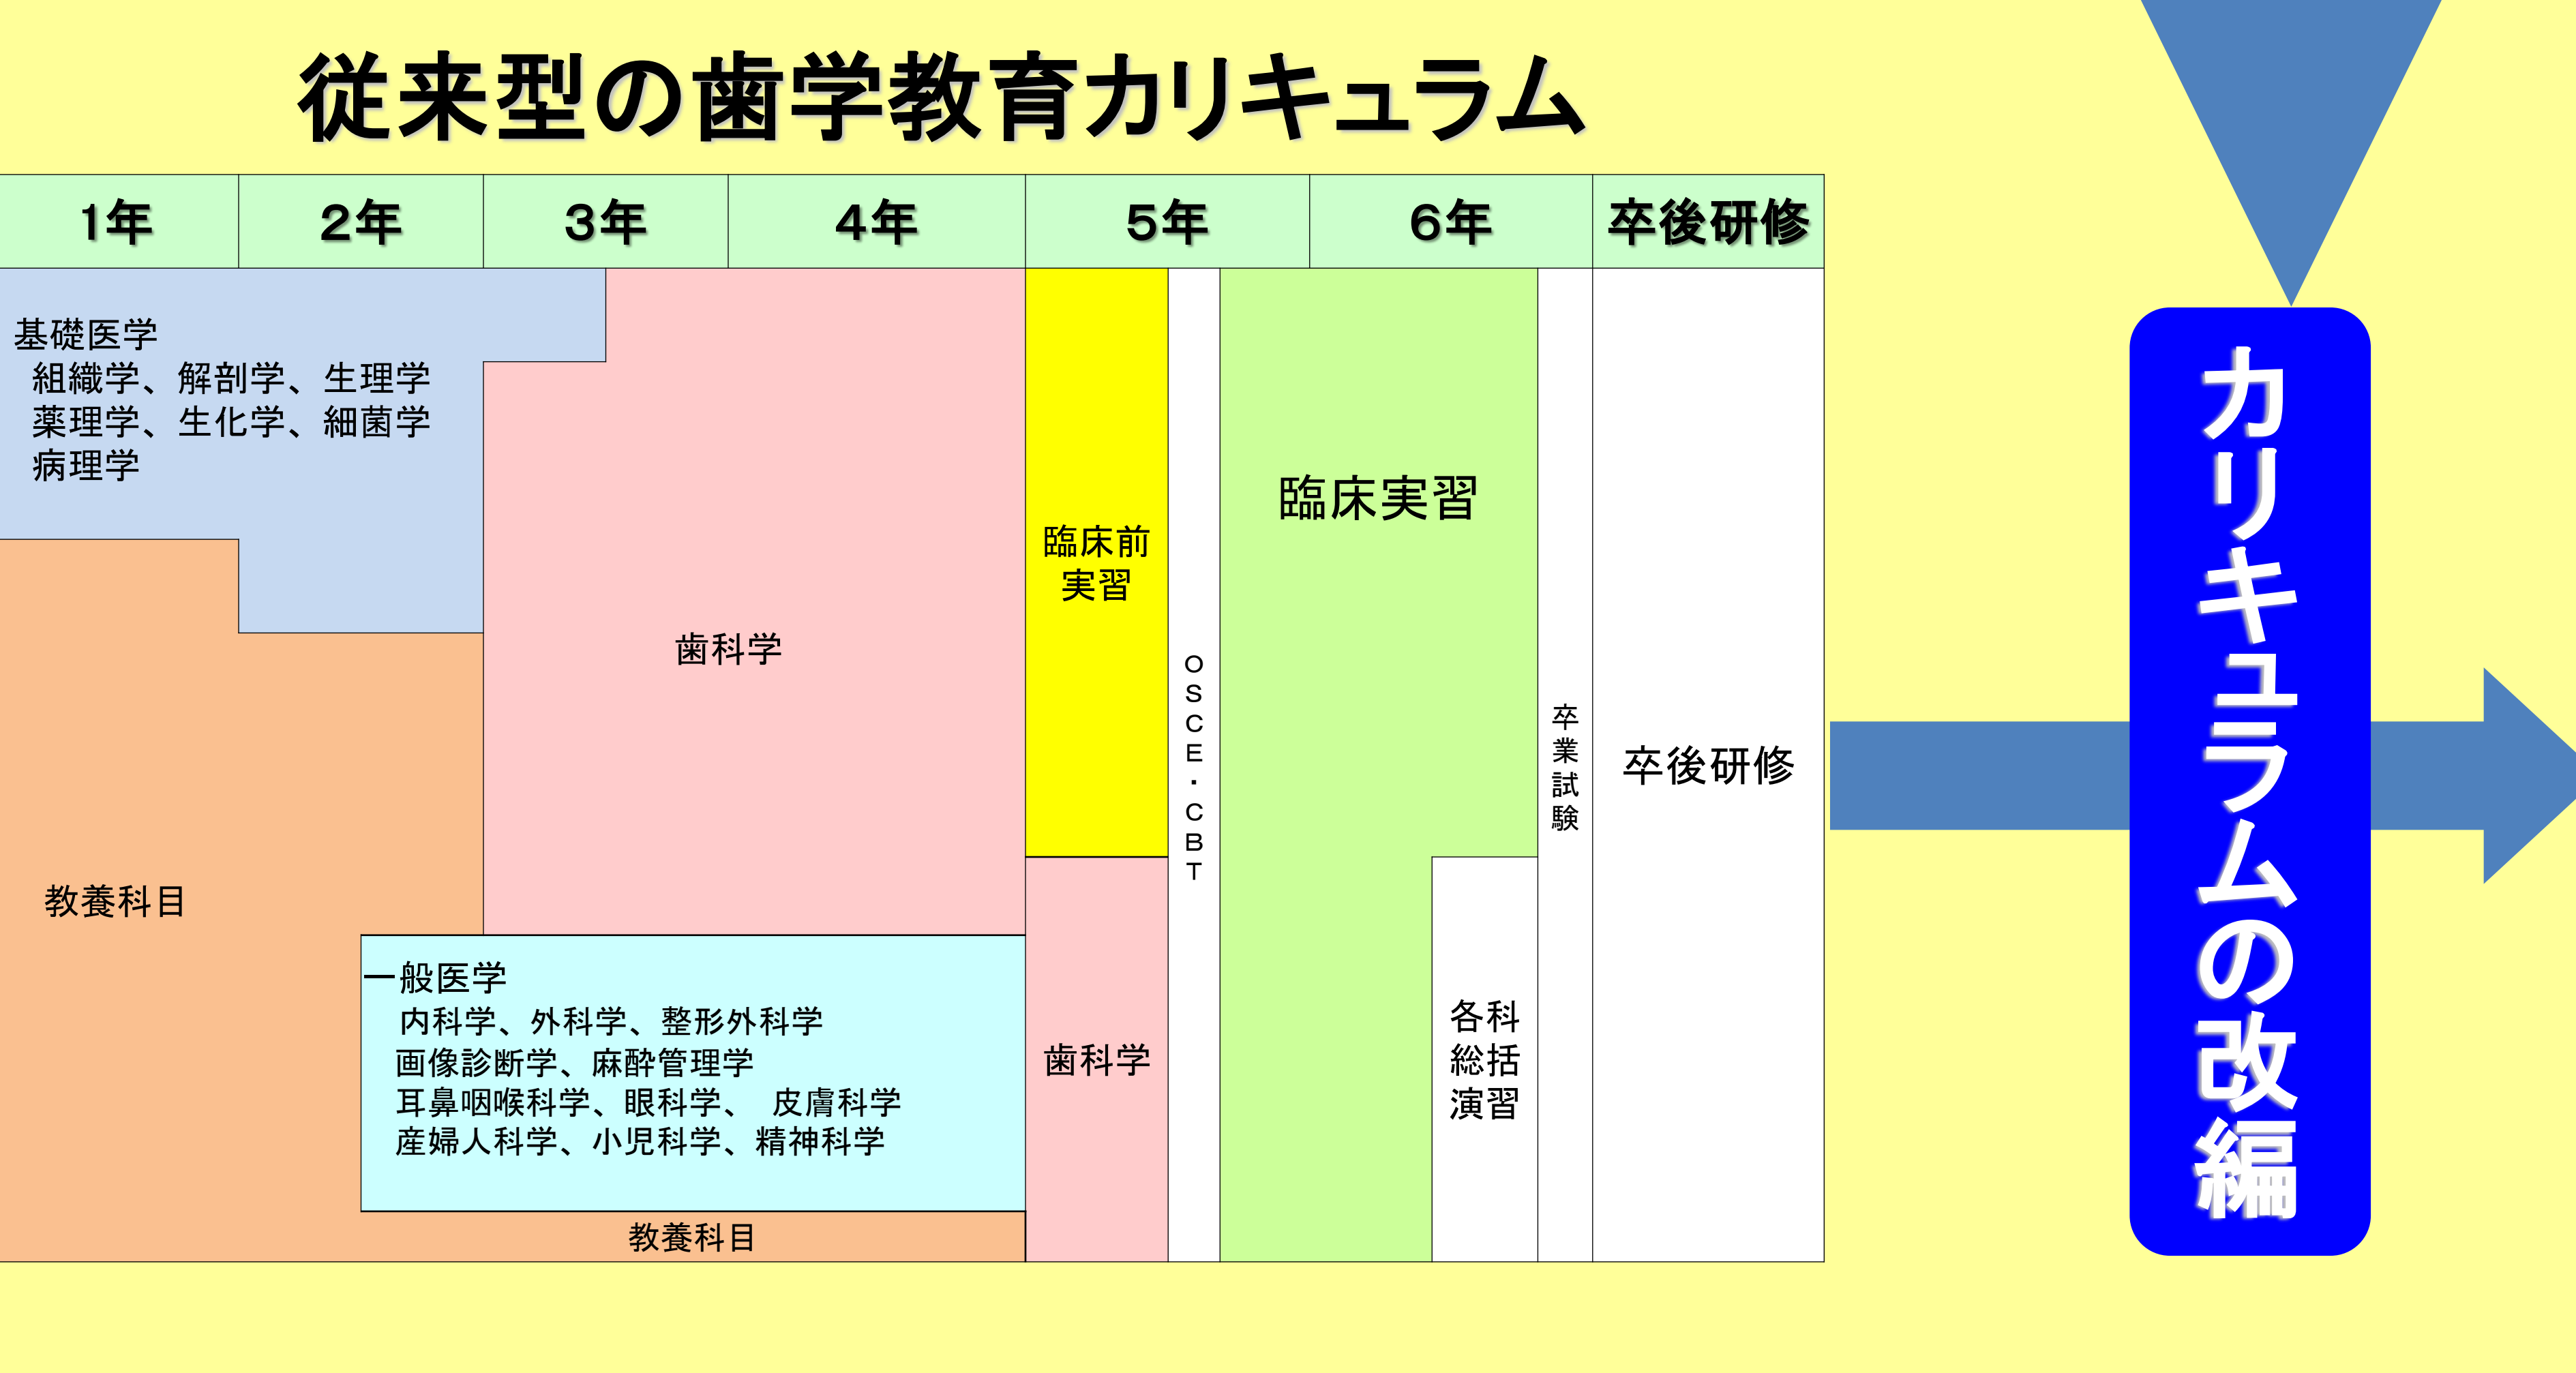 従来型の歯学教育カリキュラム
1年
2年
3年
4年
5年
6年
卒後研修
基礎医学
組織学、解剖学、生理学
薬理学、生化学、細菌学
病理学
教養科目
歯科学
一般医学
内科学、外科学、整形外科学
画像診断学、麻酔管理学
耳鼻咽喉科学、眼科学、 皮膚科学
産婦人科学、小児科学、精神科学
教養科目
臨床前
実習
歯科学
OSCE・CBT
臨床実習
各科
総括
演習
卒業試験
卒後研修
カリキュラムの改編